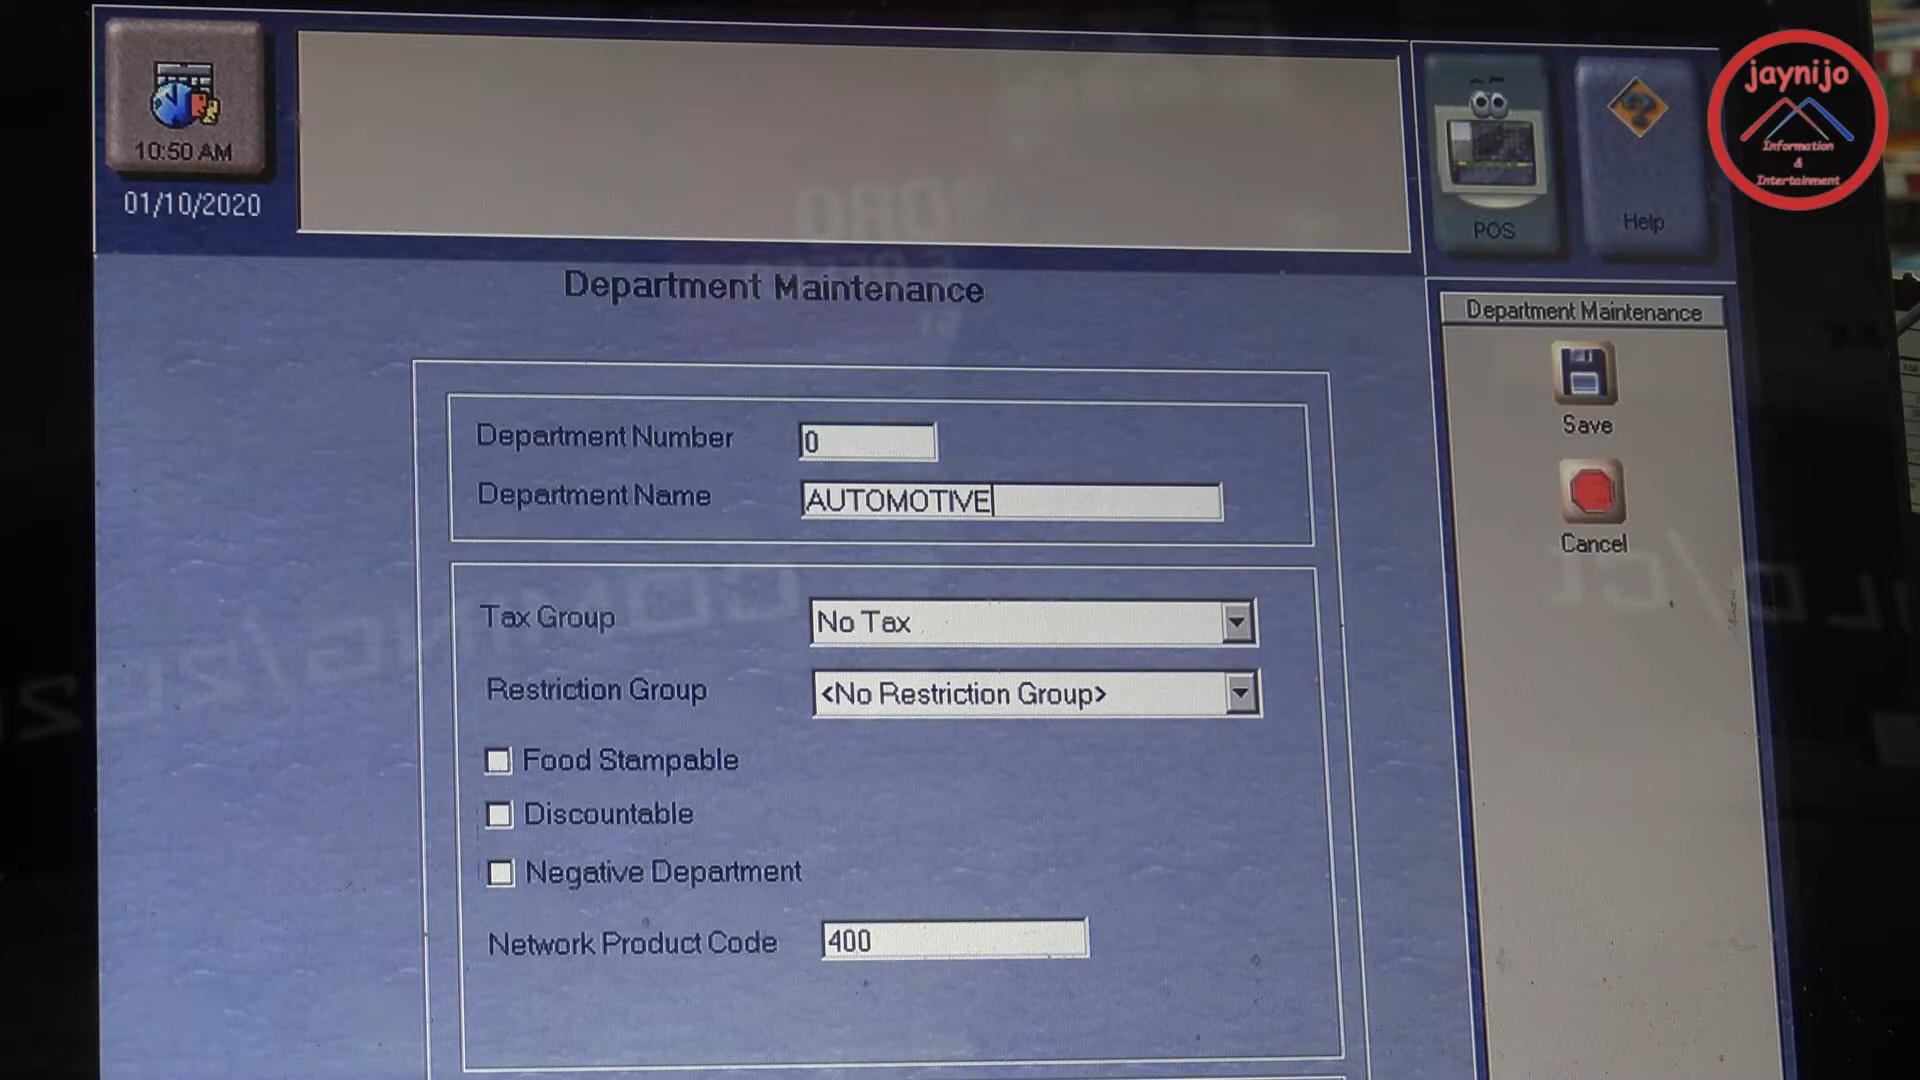 10:50 AM
01/10/2020
POS
Help
jaynijo
Information
&
Intertainment
Department Maintenance
Department Maintenance
Save
Cancel
Department Number 0
Department Name AUTOMOTIVE
Tax Group No Tax
Restriction Group <No Restriction Group>
Food Stampable
Discountable
Negative Department
Network Product Code 400